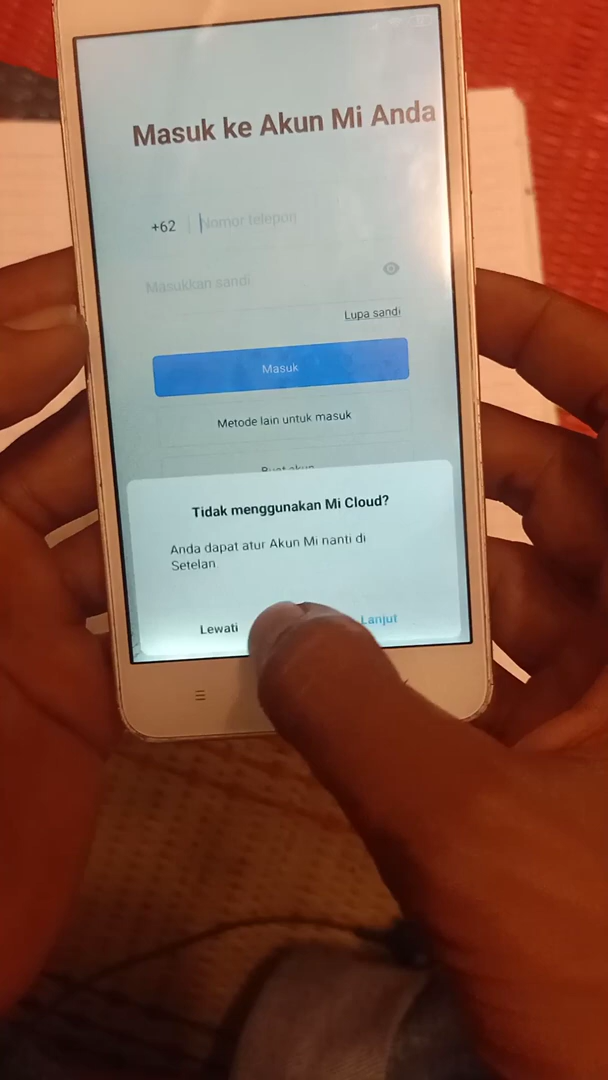 Masuk ke Akun Mi Anda
+62 Nomor telepon
Masukkan sandi
Lupa sandi
Masuk
Metode lain untuk masuk
Buat akun
Tidak menggunakan Mi Cloud?
Anda dapat atur Akun Mi nanti di
Setelan.
Lewati
Lanjut